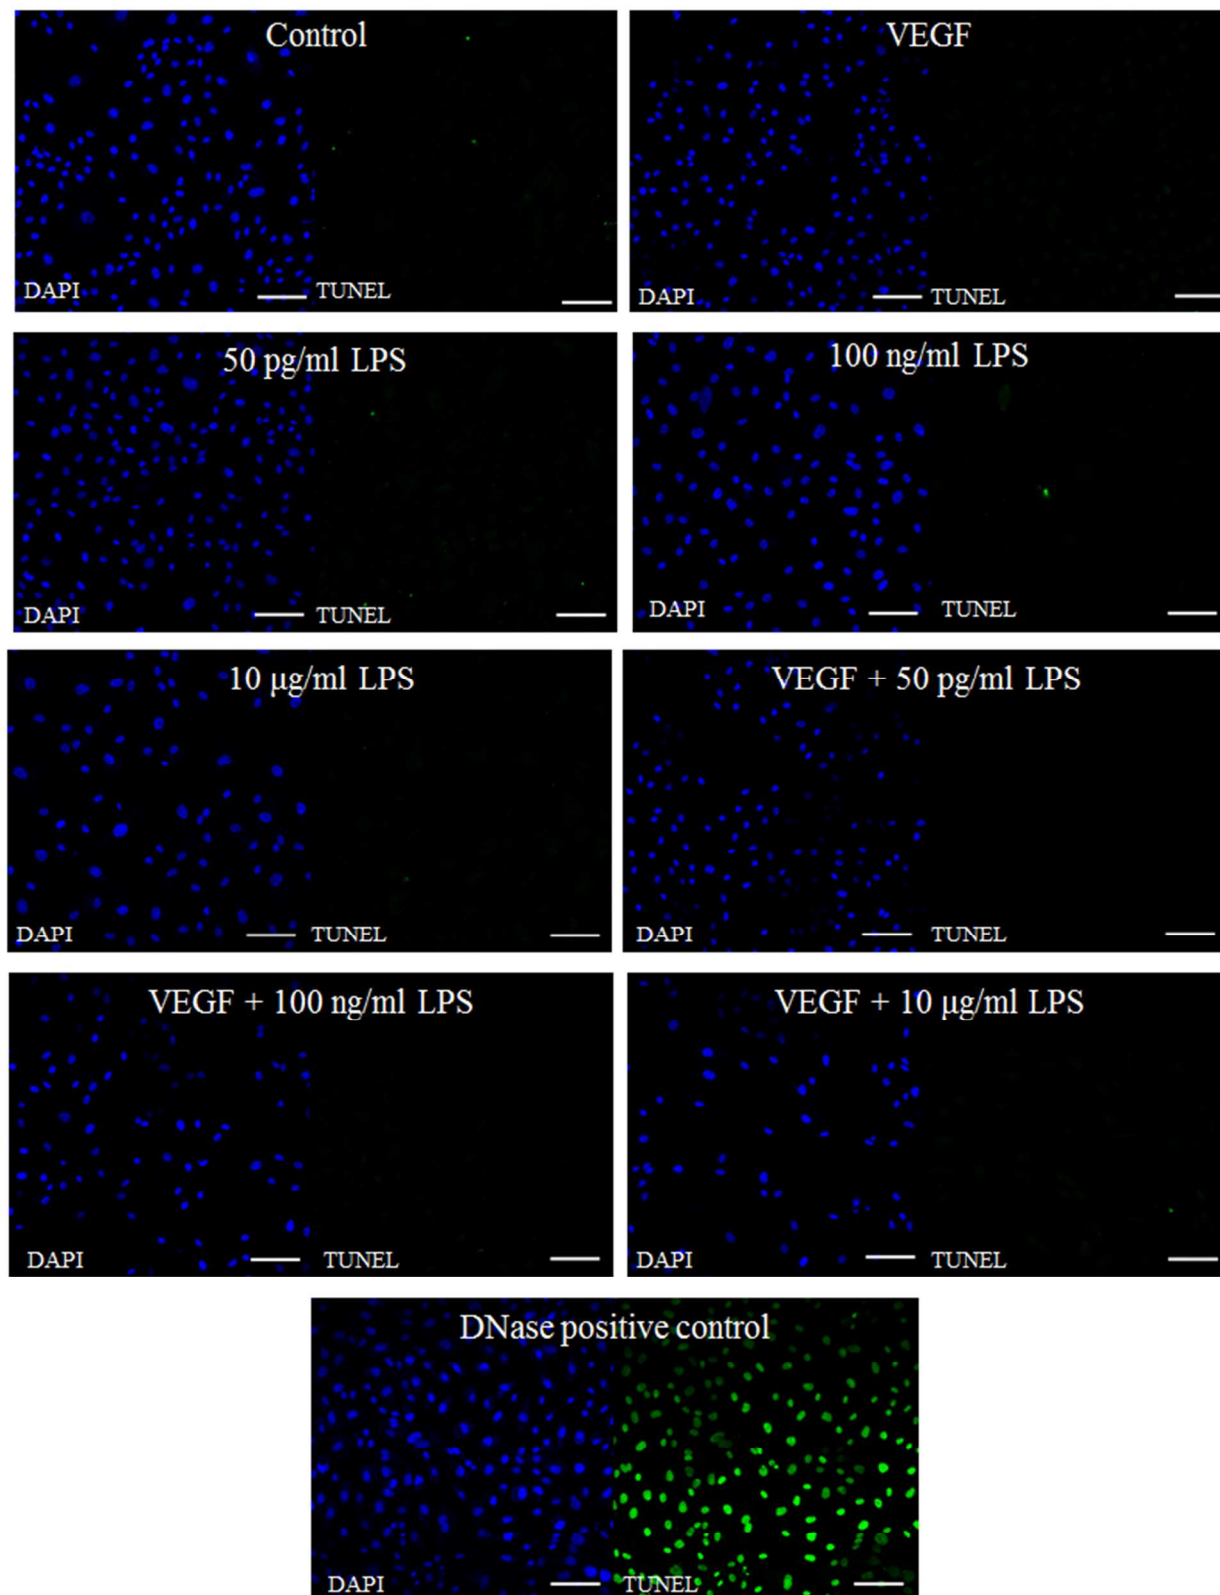 Control
DAPI
TUNEL
VEGF
DAPI
TUNEL
50 pg/ml LPS
DAPI
TUNEL
100 ng/ml LPS
DAPI
TUNEL
10 μg/ml LPS
DAPI
TUNEL
VEGF + 50 pg/ml LPS
DAPI
TUNEL
VEGF + 100 ng/ml LPS
DAPI
TUNEL
VEGF + 10 μg/ml LPS
DAPI
TUNEL
DNase positive control
DAPI
TUNEL